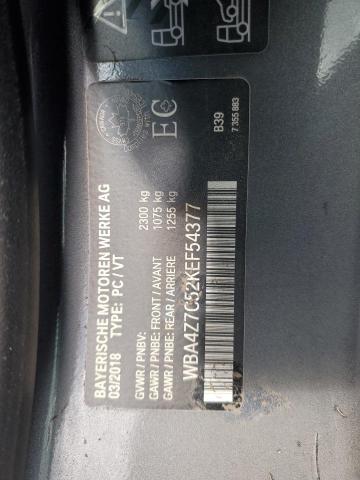 BAYERISCHE MOTOREN WERKE AG
03/2018 TYPE: PC / VT
GVWR / PNBV: 2300 kg
GAWR / PNBE: FRONT / AVANT 1075 kg
GAWR / PNBE: REAR / ARRIERE 1255 kg
WBA4Z7C52KEF54377
EC
B39
7 355 883